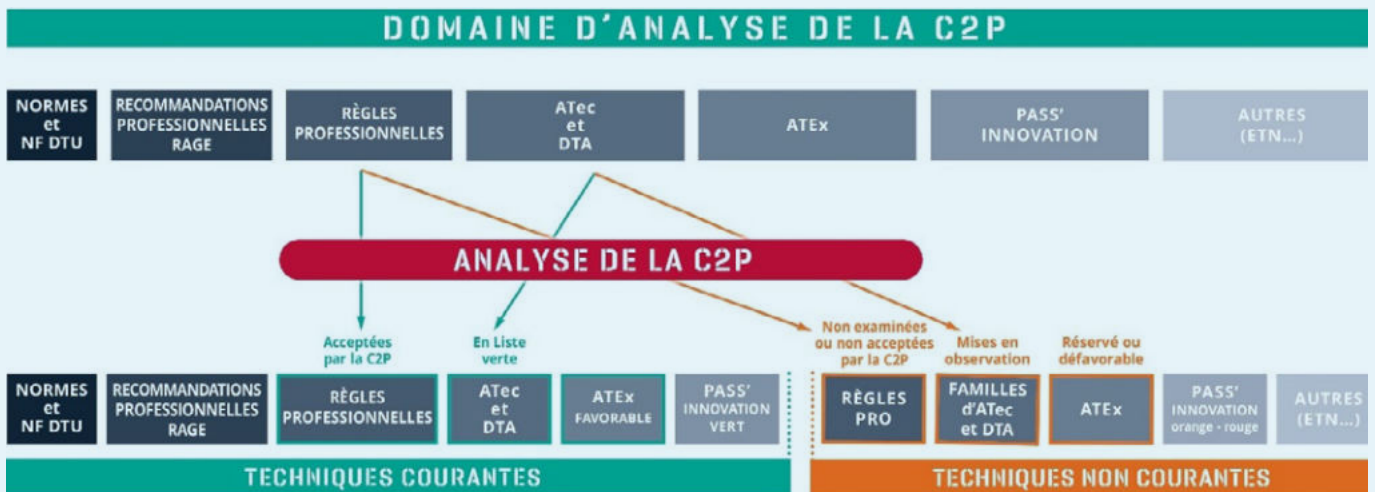 DOMAINE D'ANALYSE DE LA C2P
NORMES
et
NF DTU
RECOMMANDATIONS
PROFESSIONNELLES
RAGE
RÈGLES
PROFESSIONNELLES
ATec
et
DTA
ATEx
PASS'
INNOVATION
AUTRES
(ETN...)
ANALYSE DE LA C2P
Acceptées
par la C2P
En Liste
verte
Non examinées
ou non acceptées
par la C2P
Mises en
observation
Réservé ou
défavorable
NORMES
et
NF DTU
RECOMMANDATIONS
PROFESSIONNELLES
RAGE
RÈGLES
PROFESSIONNELLES
ATec
et
DTA
ATEx
FAVORABLE
PASS'
INNOVATION
VERT
RÈGLES
PRO
FAMILLES
d'ATec
et DTA
ATEx
PASS'
INNOVATION
orange - rouge
AUTRES
(ETN...)
TECHNIQUES COURANTES
TECHNIQUES NON COURANTES